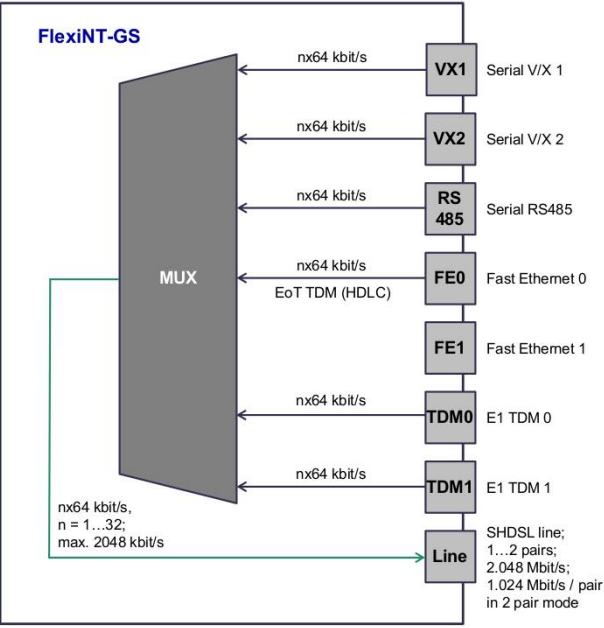 FlexiNT-GS
nx64 kbit/s
VX1
Serial V/X 1
nx64 kbit/s
VX2
Serial V/X 2
nx64 kbit/s
RS
485
Serial RS485
nx64 kbit/s
EoT TDM (HDLC)
MUX
FE0
Fast Ethernet 0
FE1
Fast Ethernet 1
nx64 kbit/s
TDM0
E1 TDM 0
nx64 kbit/s
TDM1
E1 TDM 1
nx64 kbit/s,
n = 1…32;
max. 2048 kbit/s
Line
SHDSL line;
1…2 pairs;
2.048 Mbit/s;
1.024 Mbit/s / pair
in 2 pair mode